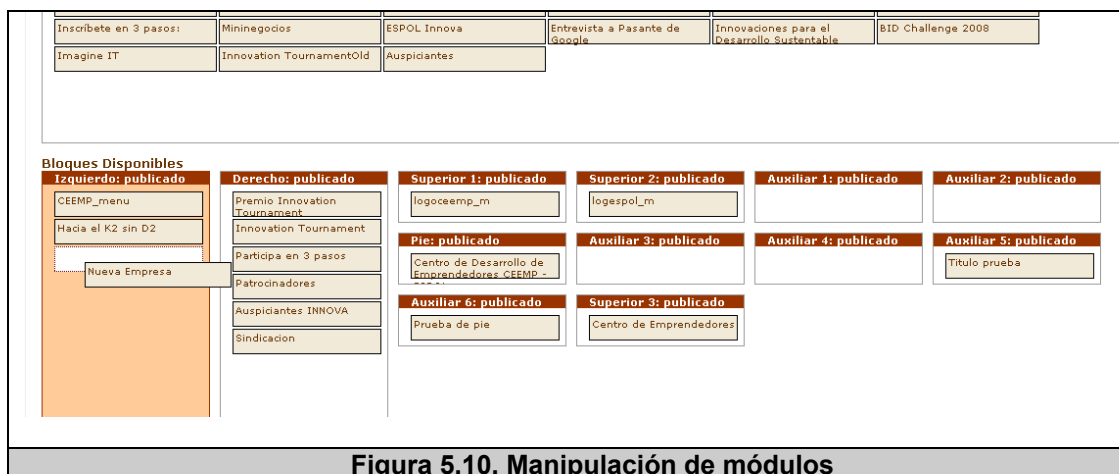 Inscríbete en 3 pasos:
Mininegocios
ESPOL Innova
Entrevista a Pasante de
Google
Innovaciones para el
Desarrollo Sustentable
BID Challenge 2008
Imagine IT
Innovation TournamentOld
Auspiciantes
Bloques Disponibles
Izquierdo: publicado
CEEMP_menu
Hacia el K2 sin D2
Nueva Empresa
Derecho: publicado
Premio Innovation
Tournament
Innovation Tournament
Participa en 3 pasos
Patrocinadores
Auspiciantes INNOVA
Sindicacion
Superior 1: publicado
logoceemp_m
Superior 2: publicado
logespol_m
Auxiliar 1: publicado
Auxiliar 2: publicado
Pie: publicado
Centro de Desarrollo de
Emprendedores CEEMP -
Auxiliar 3: publicado
Auxiliar 4: publicado
Auxiliar 5: publicado
Titulo prueba
Auxiliar 6: publicado
Prueba de pie
Superior 3: publicado
Centro de Emprendedores
Figura 5.10. Manipulación de módulos